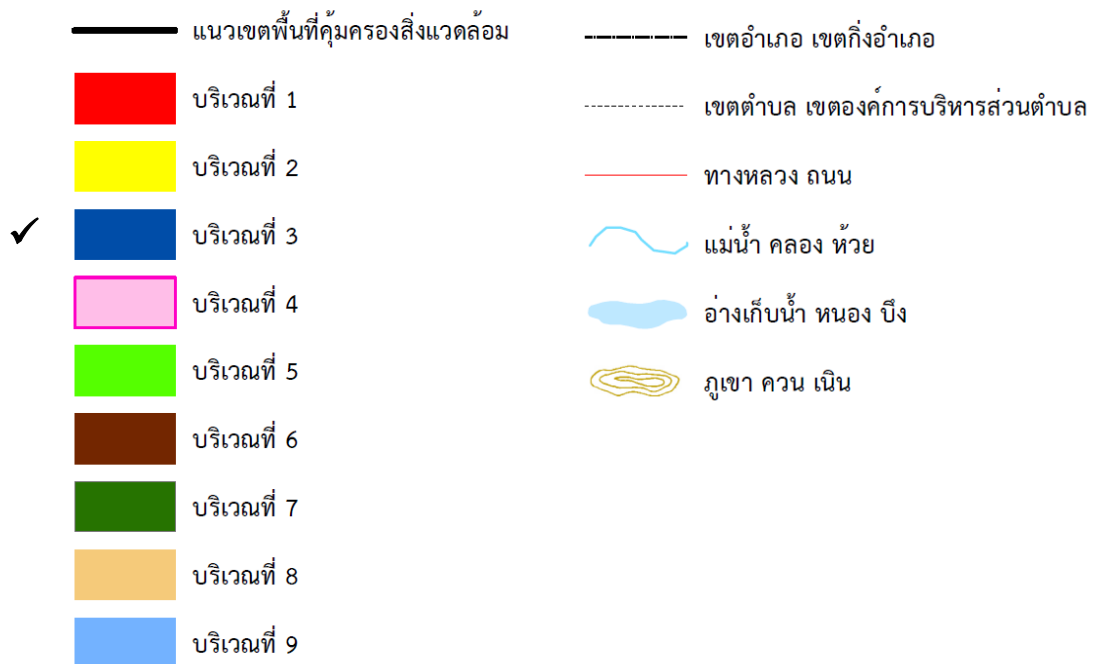 แนวเขตพื้นที่คุ้มครองสิ่งแวดล้อม
บริเวณที่ 1
บริเวณที่ 2
บริเวณที่ 3
บริเวณที่ 4
บริเวณที่ 5
บริเวณที่ 6
บริเวณที่ 7
บริเวณที่ 8
บริเวณที่ 9
เขตอำเภอ เขตกิ่งอำเภอ
เขตตำบล เขตองค์การบริหารส่วนตำบล
ทางหลวง ถนน
แม่น้ำ คลอง ห้วย
อ่างเก็บน้ำ หนอง บึง
ภูเขา ควน เนิน